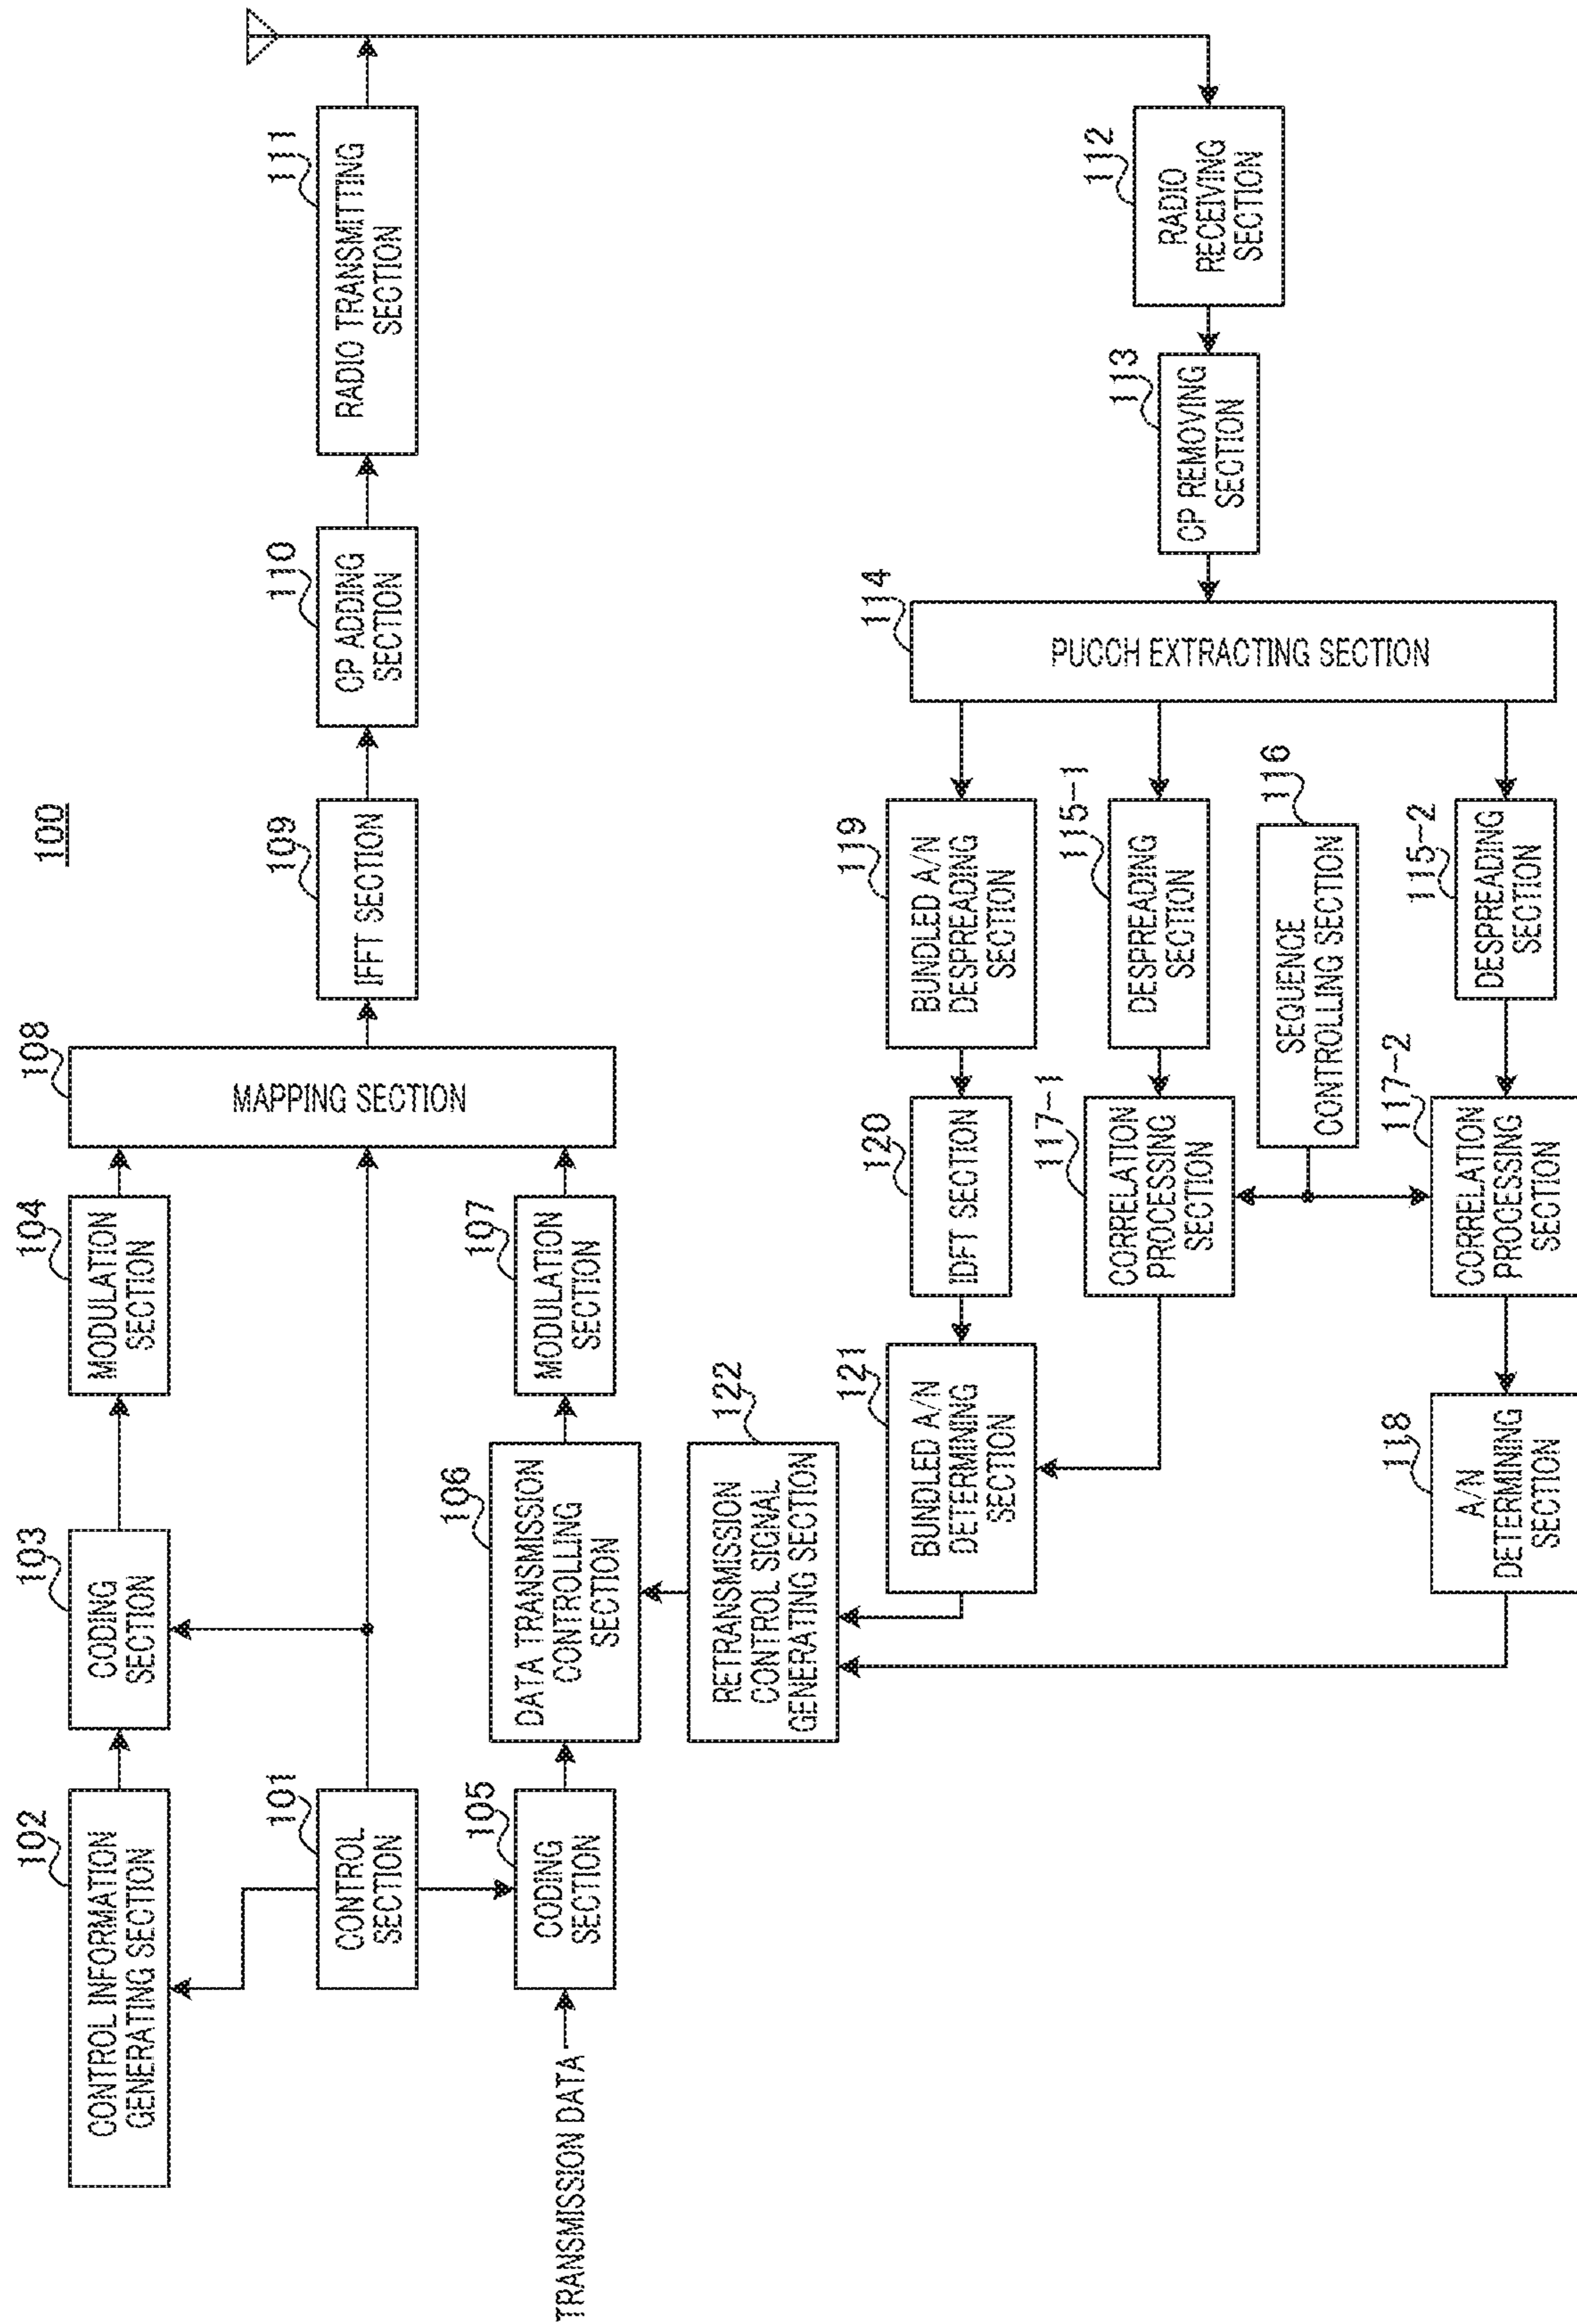 100
102
CONTROL INFORMATION
GENERATING SECTION
103
CODING
SECTION
104
MODULATION
SECTION
101
CONTROL
SECTION
108
MAPPING SECTION
109
IFFT SECTION
110
CP ADDING
SECTION
111
RADIO TRANSMITTING
SECTION
TRANSMISSION DATA
105
CODING
SECTION
106
DATA TRANSMISSION
CONTROLLING
SECTION
107
MODULATION
SECTION
122
RETRANSMISSION
CONTROL SIGNAL
GENERATING SECTION
121
BUNDLED A/N
DETERMINING
SECTION
120
IDFT SECTION
119
BUNDLED A/N
DESPREADING
SECTION
114
PUCCH EXTRACTING SECTION
113
CP REMOVING
SECTION
112
RADIO
RECEIVING
SECTION
117-1
CORRELATION
PROCESSING
SECTION
115-1
DESPREADING
SECTION
116
SEQUENCE
CONTROLLING SECTION
118
A/N
DETERMINING
SECTION
117-2
CORRELATION
PROCESSING
SECTION
115-2
DESPREADING
SECTION